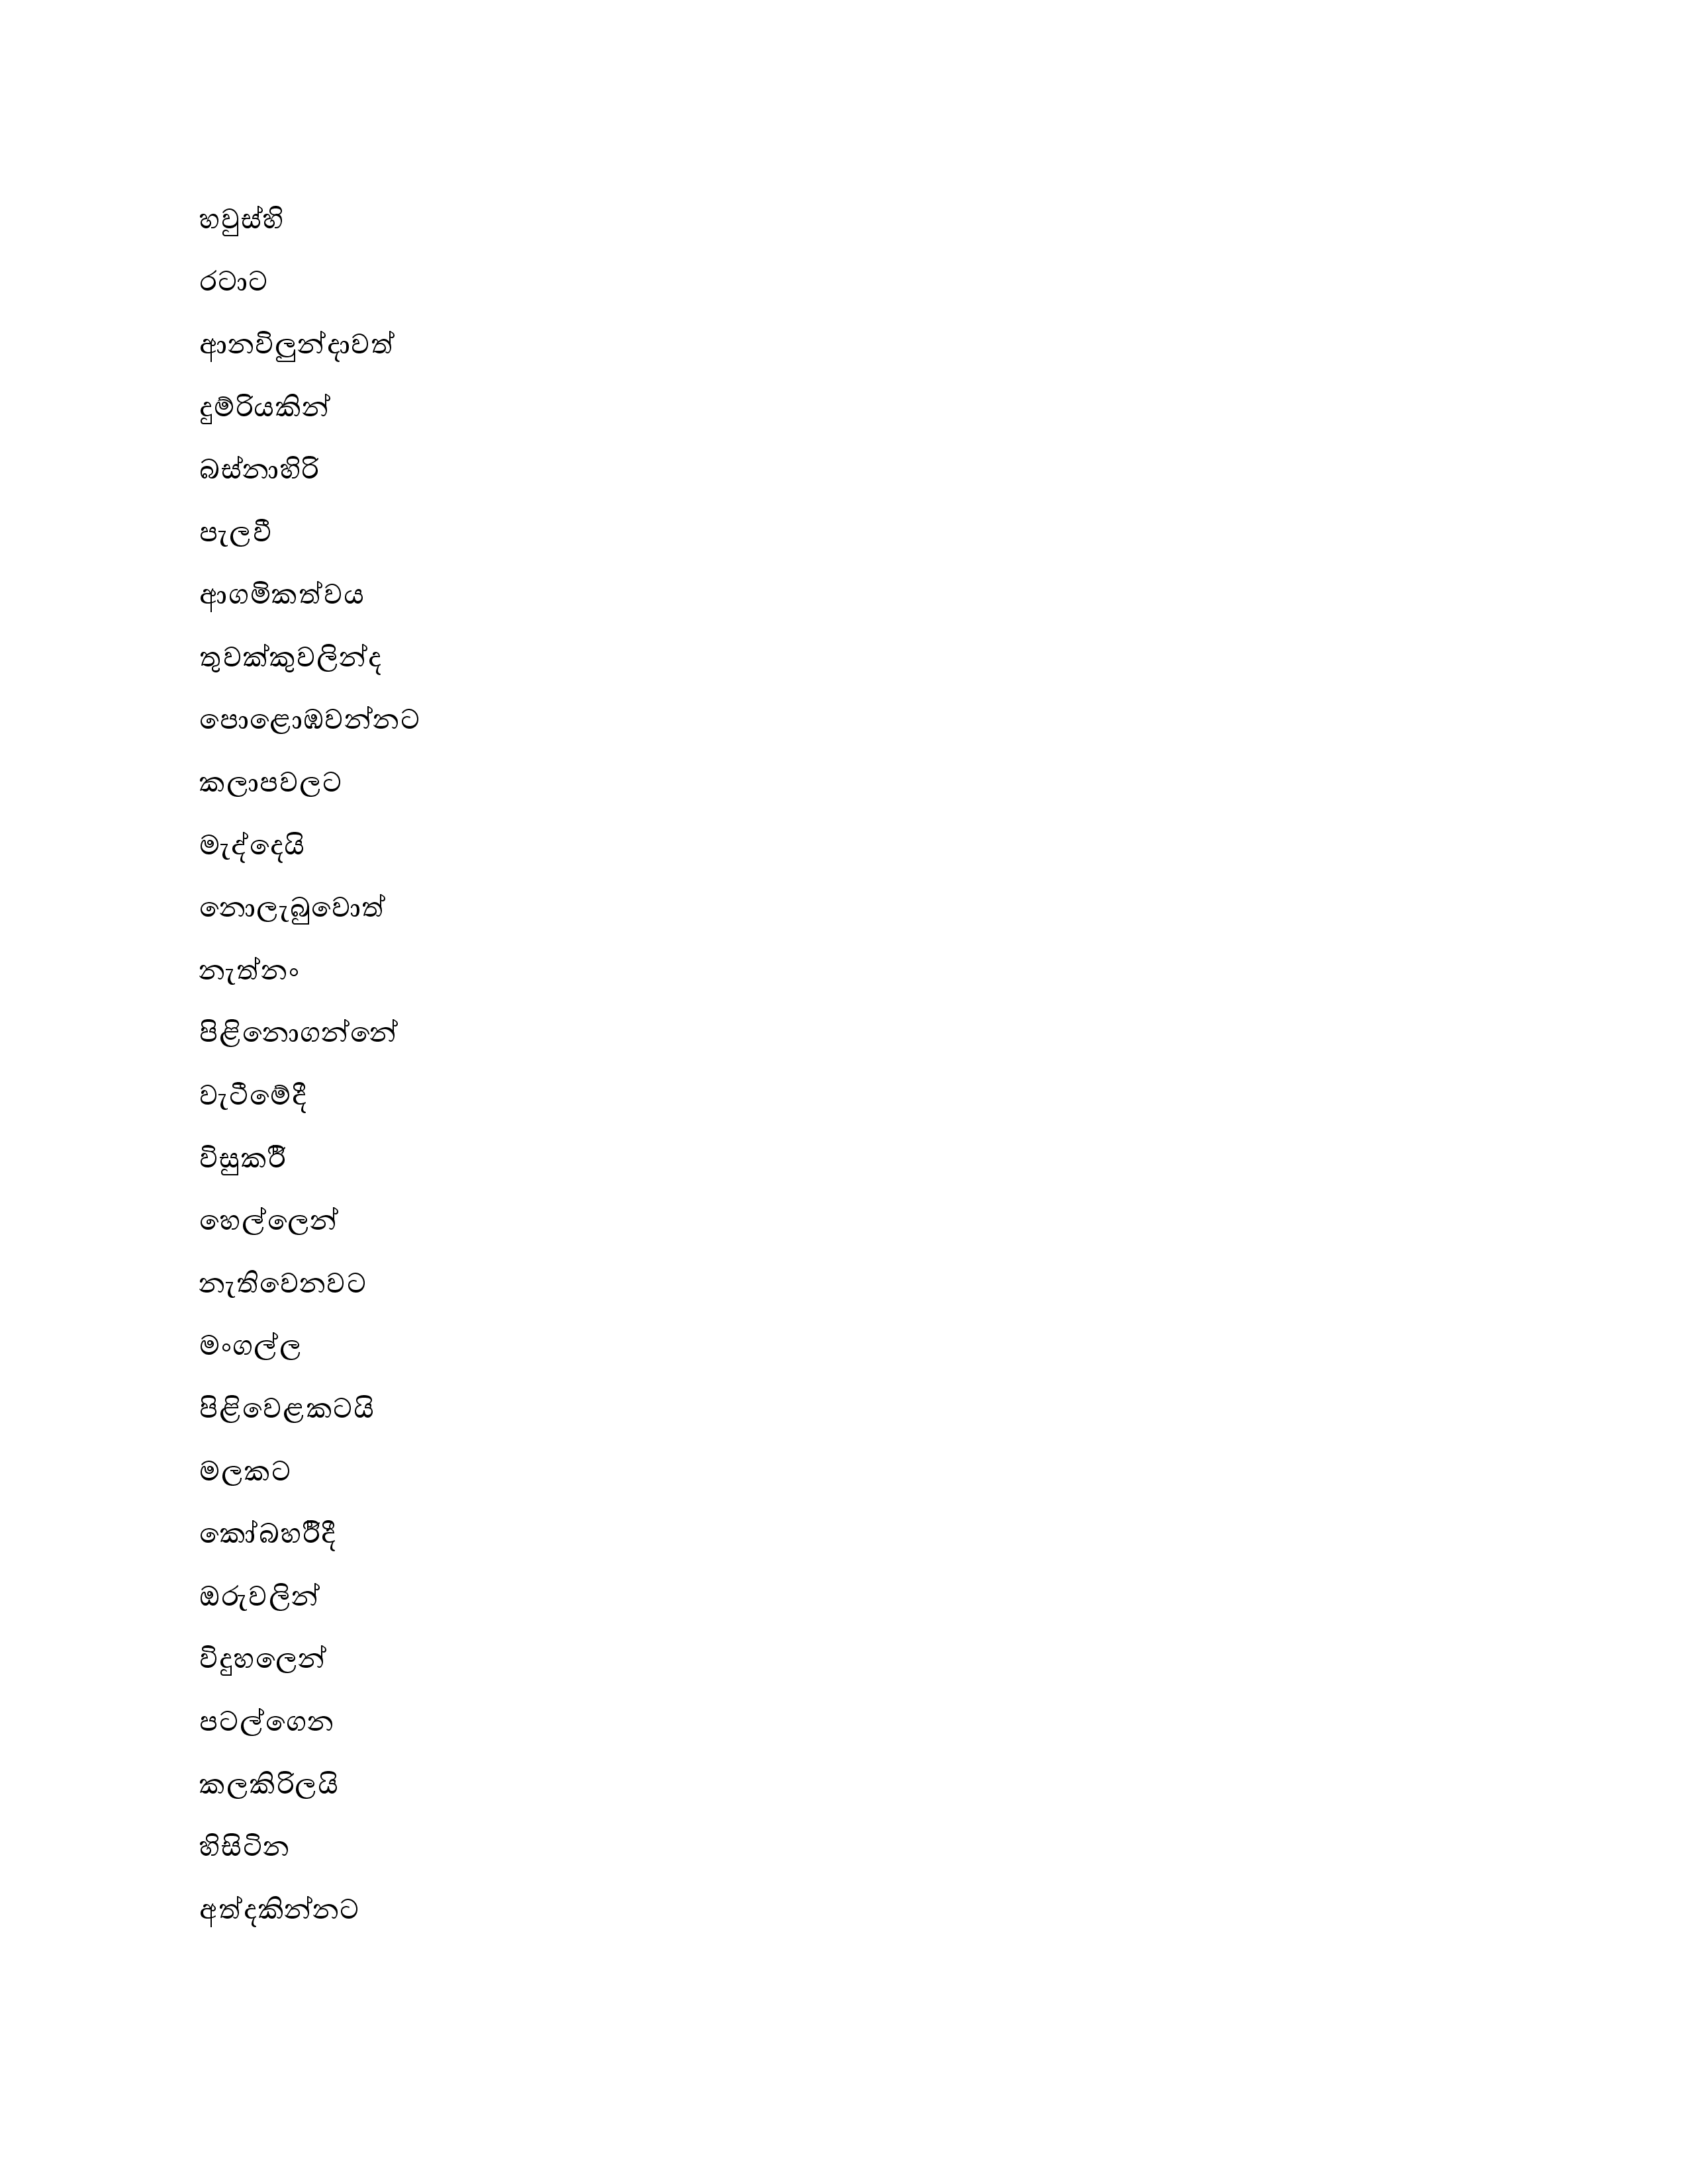 හවුස්හි
රටාට
ආනවිලුන්දාවත්
දුම්රියකින්
බස්නාහිරි
පැලවී
ආගමිකත්වය
තුවක්කුවලින්ද
පොළොඹවන්නට
කලාපවලට
මැද්දෙයි
නොලැබුවොත්
නැත්නං
පිළිනොගන්නේ
වැටීමේදී
විසුකරී
හෙල්ලෙන්
නැතිවෙනවට
මංගල්ල
පිළිවෙළකටයි
මලකට
කෝබහරීදී
ඔරුවලින්
විදුහලෙන්
පටල්ගෙන
කලකිරිලයි
හිසිටින
අත්දකින්නට